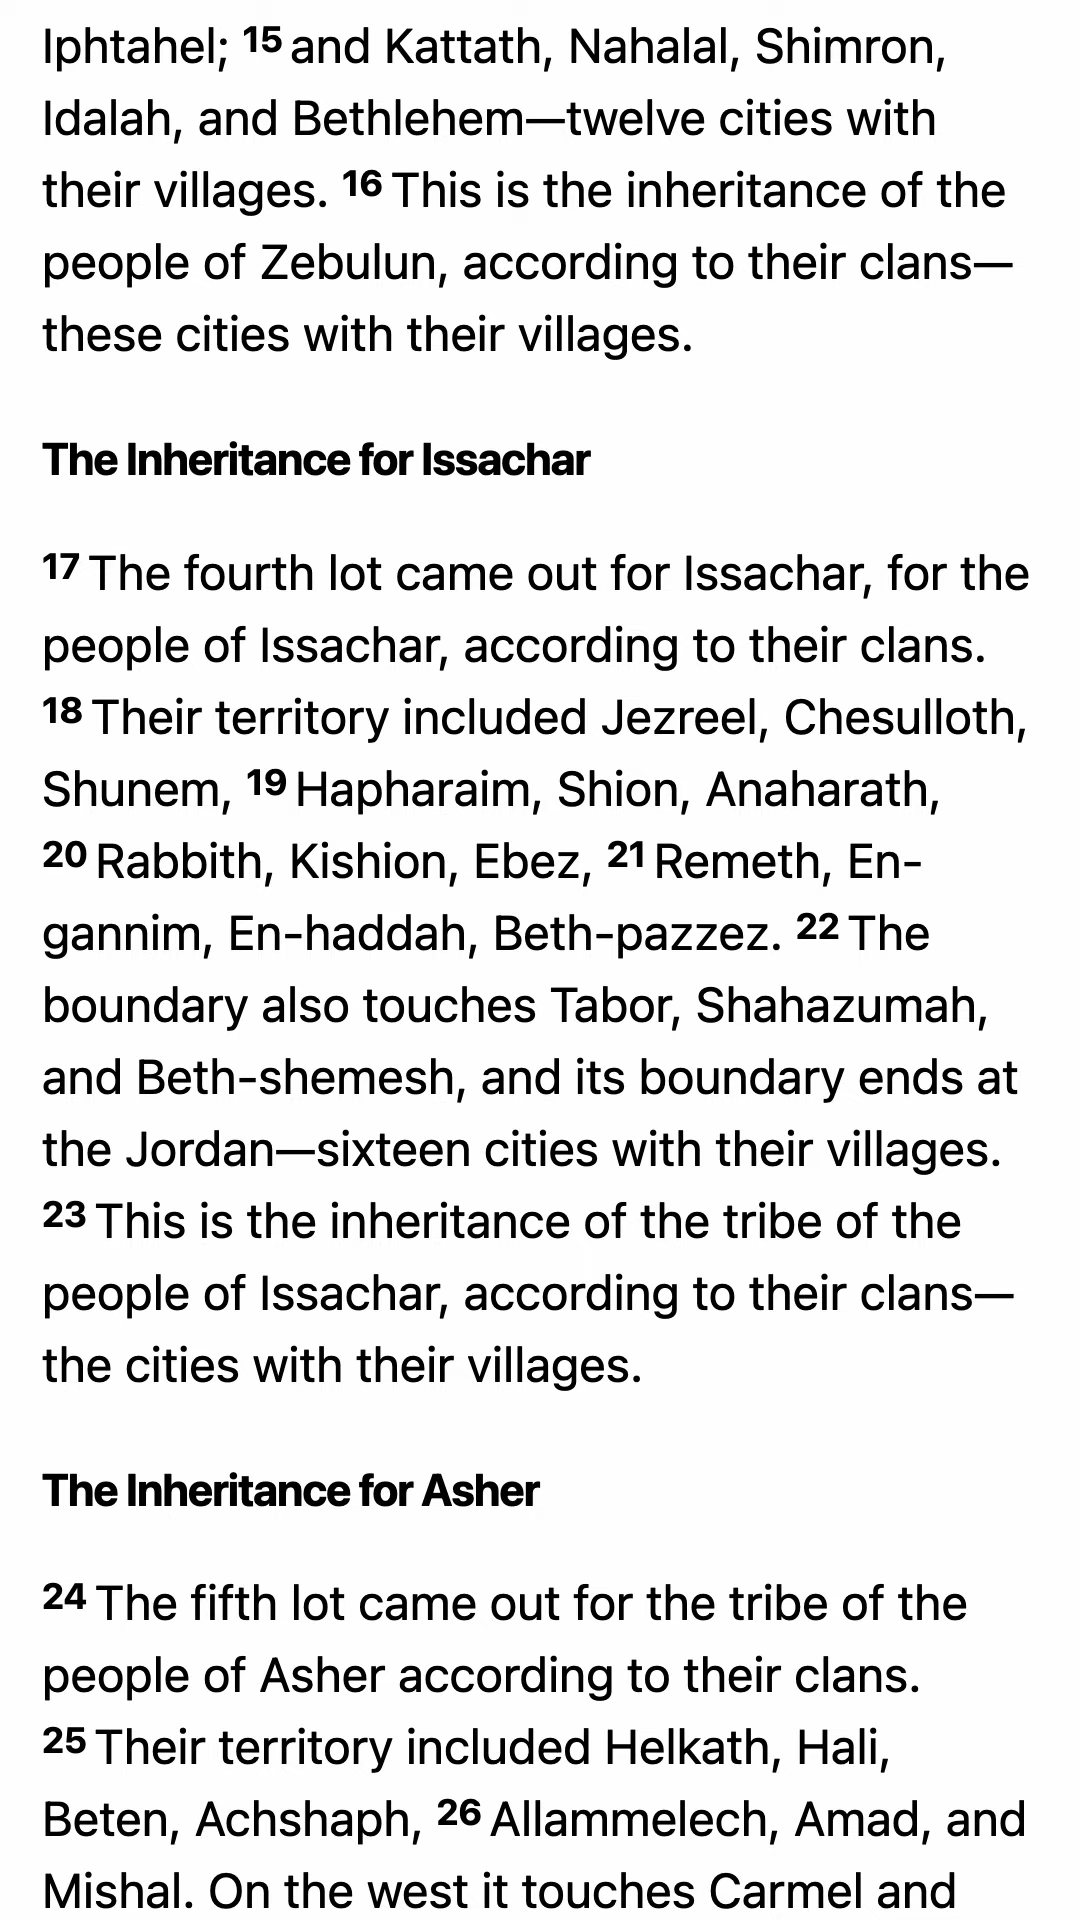 Iphtahel; 15 and Kattath, Nahalal, Shimron,
Idalah, and Bethlehem—twelve cities with
their villages. 16 This is the inheritance of the
people of Zebulun, according to their clans—
these cities with their villages.
The Inheritance for Issachar
17 The fourth lot came out for Issachar, for the
people of Issachar, according to their clans.
18 Their territory included Jezreel, Chesulloth,
Shunem, 19 Hapharaim, Shion, Anaharath,
20 Rabbith, Kishion, Ebez, 21 Remeth, En-
gannim, En-haddah, Beth-pazzez. 22 The
boundary also touches Tabor, Shahazumah,
and Beth-shemesh, and its boundary ends at
the Jordan—sixteen cities with their villages.
23 This is the inheritance of the tribe of the
people of Issachar, according to their clans—
the cities with their villages.
The Inheritance for Asher
24 The fifth lot came out for the tribe of the
people of Asher according to their clans.
25 Their territory included Helkath, Hali,
Beten, Achshaph, 26 Allammelech, Amad, and
Mishal. On the west it touches Carmel and